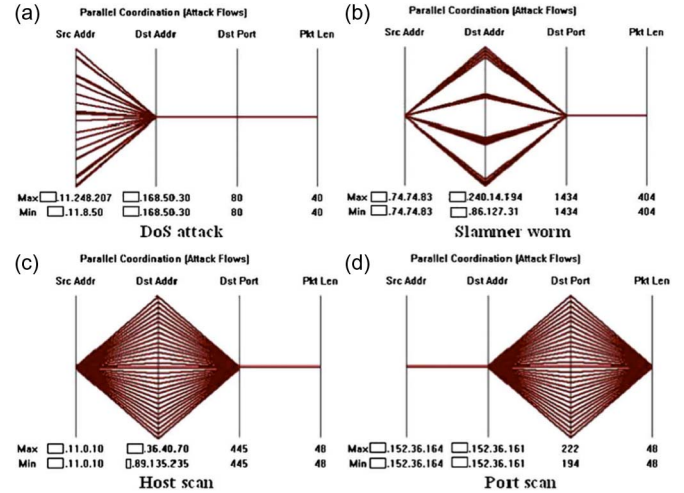 (a)
Parallel Coordination (Attack Flows)
Src Addr Dst Addr Dst Port Pkt Len
Max .11.248.207 .168.50.30 80 40
Min .11.8.50 .168.50.30 80 40
DoS attack
(b)
Parallel Coordination (Attack Flows)
Src Addr Dst Addr Dst Port Pkt Len
Max .74.74.83 .240.14.194 1434 404
Min .74.74.83 .86.127.31 1434 404
Slammer worm
(c)
Parallel Coordination (Attack Flows)
Src Addr Dst Addr Dst Port Pkt Len
Max .11.0.10 .36.40.70 445 48
Min .11.0.10 .89.135.235 445 48
Host scan
(d)
Parallel Coordination (Attack Flows)
Src Addr Dst Addr Dst Port Pkt Len
Max .152.36.164 .152.36.161 222 48
Min .152.36.164 .152.36.161 194 48
Port scan